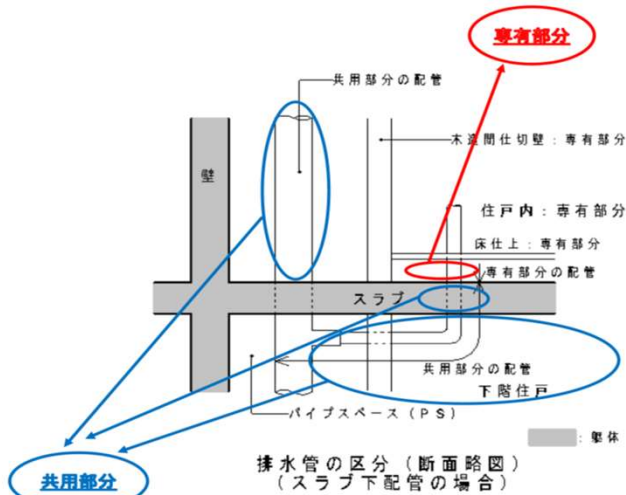 専有部分
共用部分の配管
木造間仕切壁：専有部分
壁
住戸内：専有部分
床仕上：専有部分
専有部分の配管
スラブ
共用部分の配管
下階住戸
パイプスペース（PS）
：躯体
排水管の区分（断面略図）
（スラブ下配管の場合）
共用部分